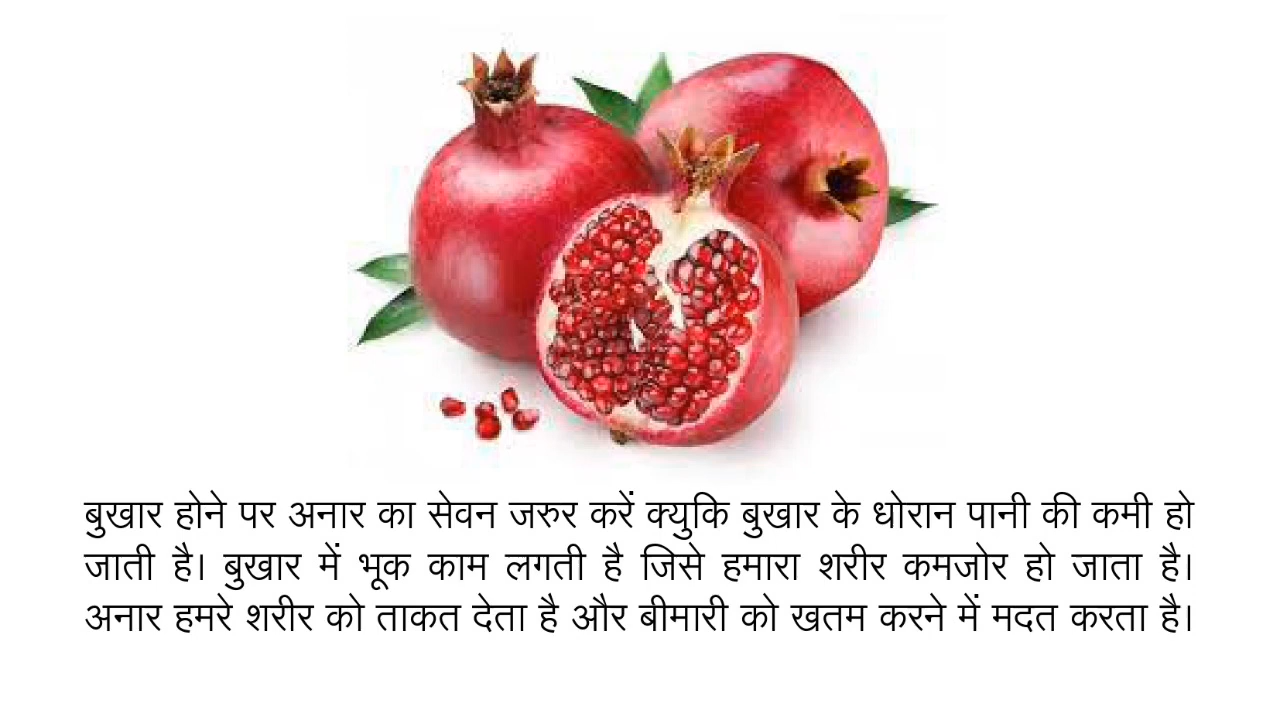 बुखार होने पर अनार का सेवन जरुर करें क्युकि बुखार के धोरान पानी की कमी हो
जाती है। बुखार में भूक काम लगती है जिसे हमारा शरीर कमजोर हो जाता है।
अनार हमरे शरीर को ताकत देता है और बीमारी को खतम करने में मदत करता है।